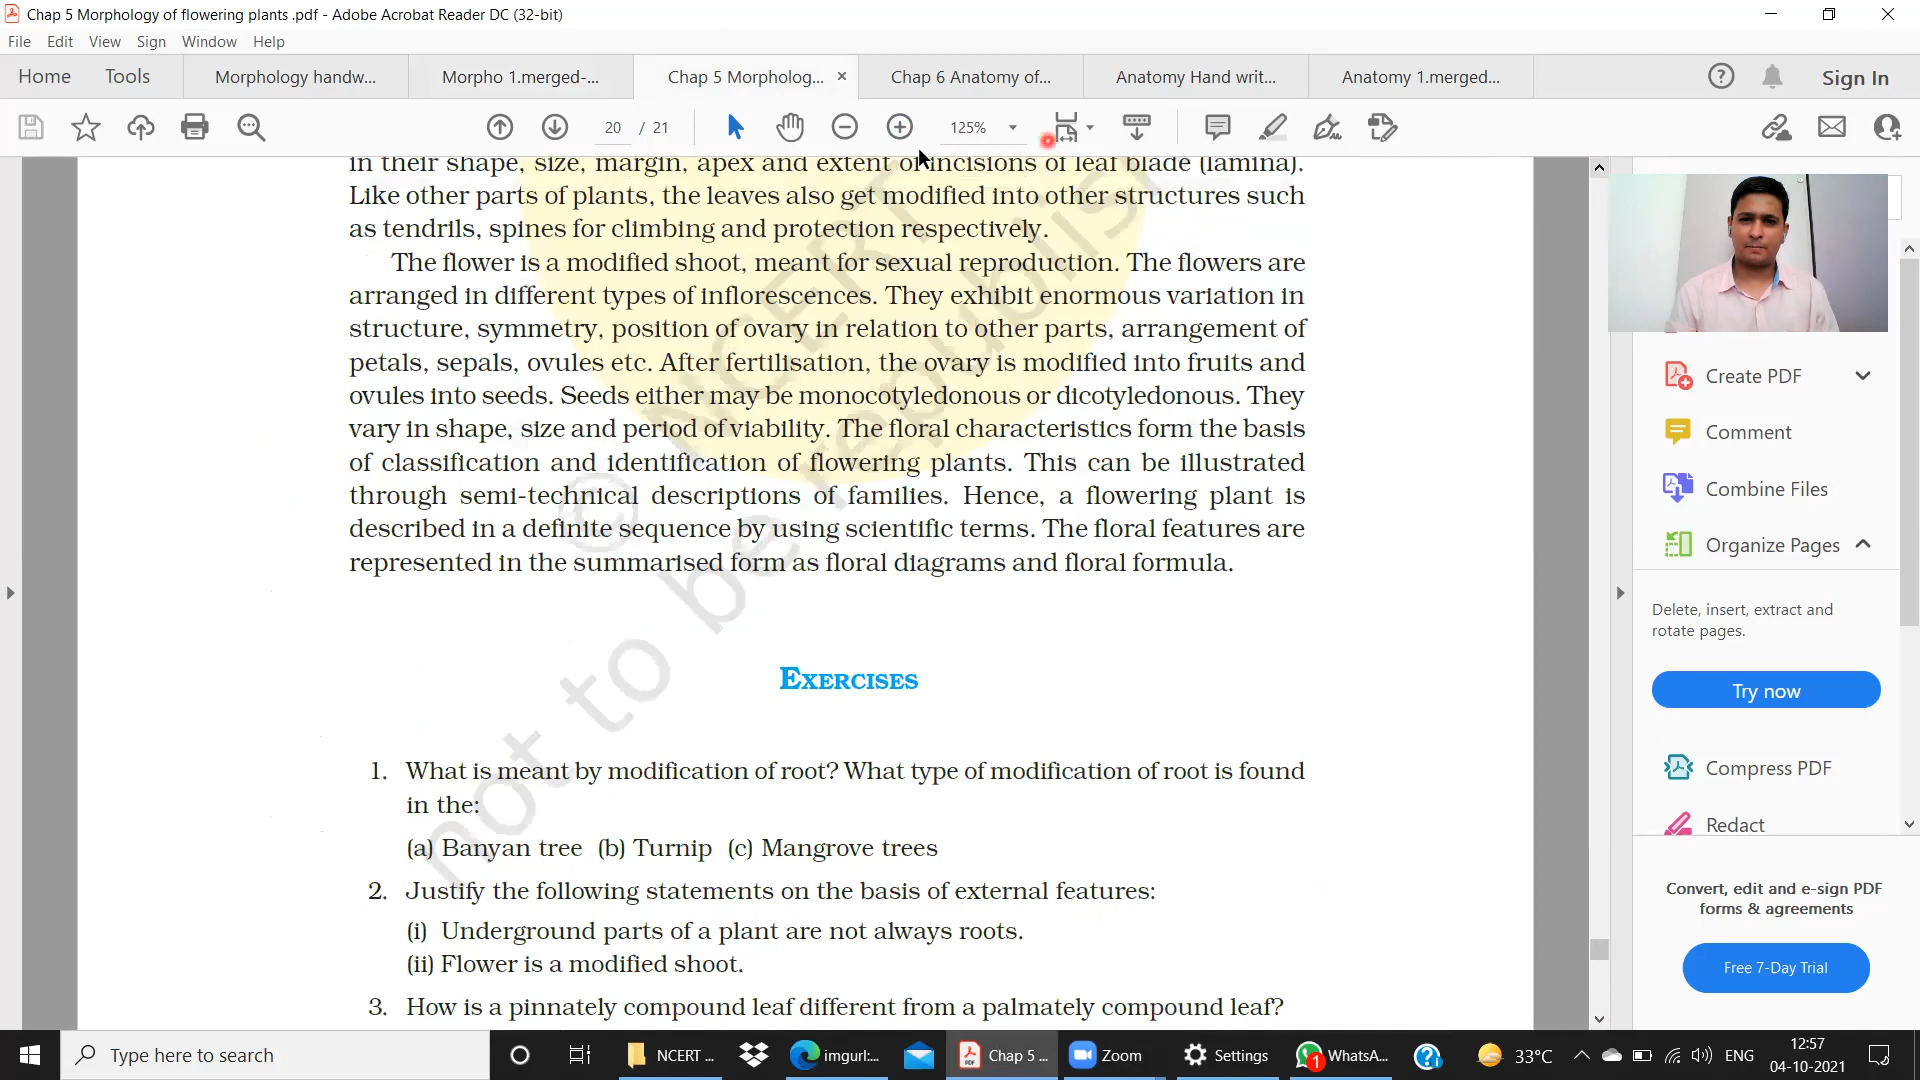 Chap 5 Morphology of flowering plants .pdf - Adobe Acrobat Reader DC (32-bit)
File Edit View Sign Window Help
Home Tools Morphology handw... Morpho 1.merged-... Chap 5 Morpholog... Chap 6 Anatomy of... Anatomy Hand writ... Anatomy 1.merged... Sign In
20 / 21 125%
in their shape, size, margin, apex and extent of incisions of leaf blade (lamina).
Like other parts of plants, the leaves also get modified into other structures such
as tendrils, spines for climbing and protection respectively.
The flower is a modified shoot, meant for sexual reproduction. The flowers are
arranged in different types of inflorescences. They exhibit enormous variation in
structure, symmetry, position of ovary in relation to other parts, arrangement of
petals, sepals, ovules etc. After fertilisation, the ovary is modified into fruits and
ovules into seeds. Seeds either may be monocotyledonous or dicotyledonous. They
vary in shape, size and period of viability. The floral characteristics form the basis
of classification and identification of flowering plants. This can be illustrated
through semi-technical descriptions of families. Hence, a flowering plant is
described in a definite sequence by using scientific terms. The floral features are
represented in the summarised form as floral diagrams and floral formula.
© NCERT
not to be republis
EXERCISES
1. What is meant by modification of root? What type of modification of root is found
in the:
(a) Banyan tree (b) Turnip (c) Mangrove trees
2. Justify the following statements on the basis of external features:
(i) Underground parts of a plant are not always roots.
(ii) Flower is a modified shoot.
3. How is a pinnately compound leaf different from a palmately compound leaf?
Create PDF
Comment
Combine Files
Organize Pages
Delete, insert, extract and
rotate pages.
Try now
Compress PDF
Redact
Convert, edit and e-sign PDF
forms & agreements
Free 7-Day Trial
Type here to search
NCERT ...
imgurl:...
Chap 5 ...
Zoom
Settings
1 WhatsA...
33°C
ENG
12:57
04-10-2021